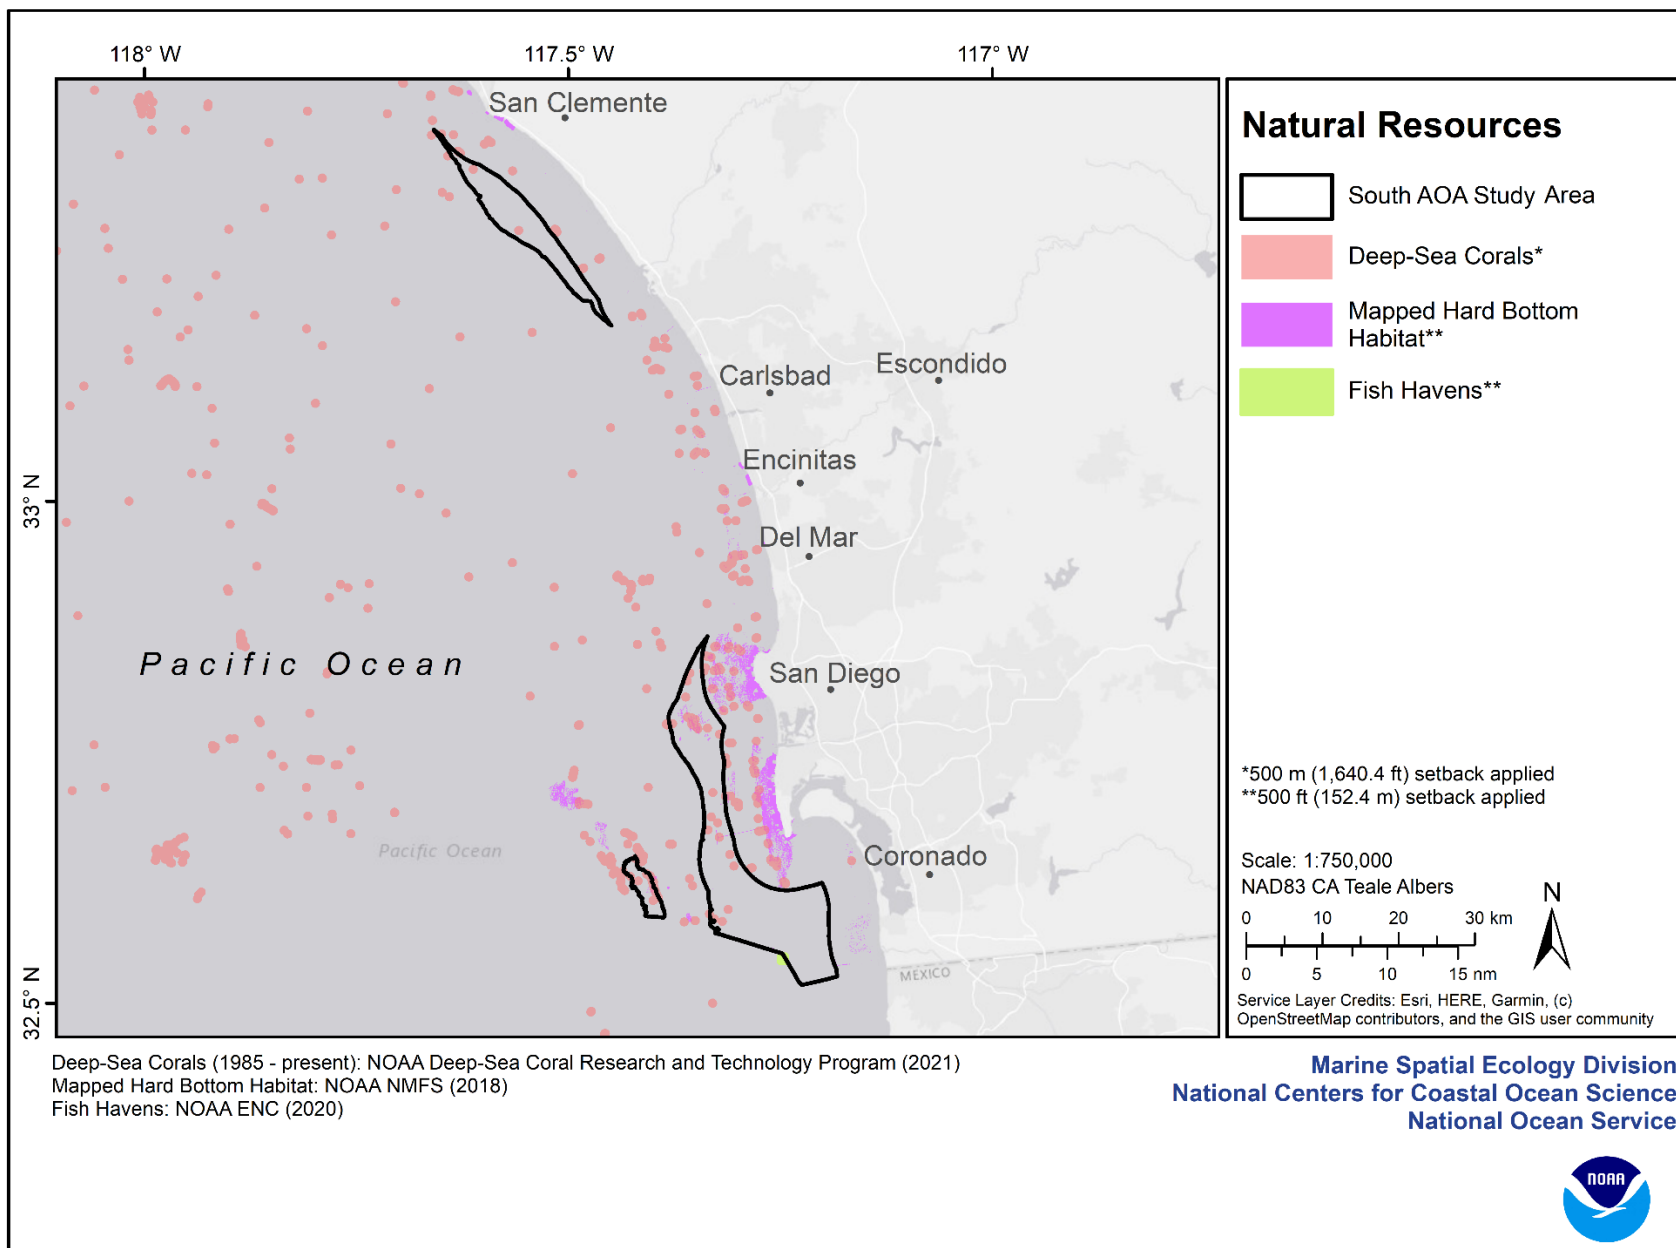 118° W
117.5° W
117° W
San Clemente
Carlsbad
Escondido
Encinitas
33° N
Del Mar
Pacific Ocean
San Diego
Pacific Ocean
Coronado
MEXICO
32.5° N
Natural Resources
South AOA Study Area
Deep-Sea Corals*
Mapped Hard Bottom
Habitat**
Fish Havens**
*500 m (1,640.4 ft) setback applied
**500 ft (152.4 m) setback applied
Scale: 1:750,000
NAD83 CA Teale Albers
N
0 10 20 30 km
0 5 10 15 nm
Service Layer Credits: Esri, HERE, Garmin, (c)
OpenStreetMap contributors, and the GIS user community
Deep-Sea Corals (1985 - present): NOAA Deep-Sea Coral Research and Technology Program (2021)
Mapped Hard Bottom Habitat: NOAA NMFS (2018)
Fish Havens: NOAA ENC (2020)
Marine Spatial Ecology Division
National Centers for Coastal Ocean Science
National Ocean Service
NOAA